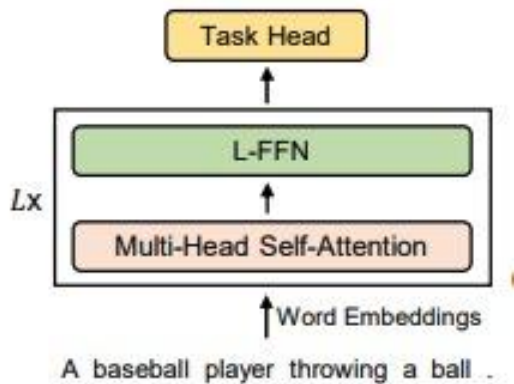 Task Head
L-FFN
Lx
Multi-Head Self-Attention
Word Embeddings
A baseball player throwing a ball .